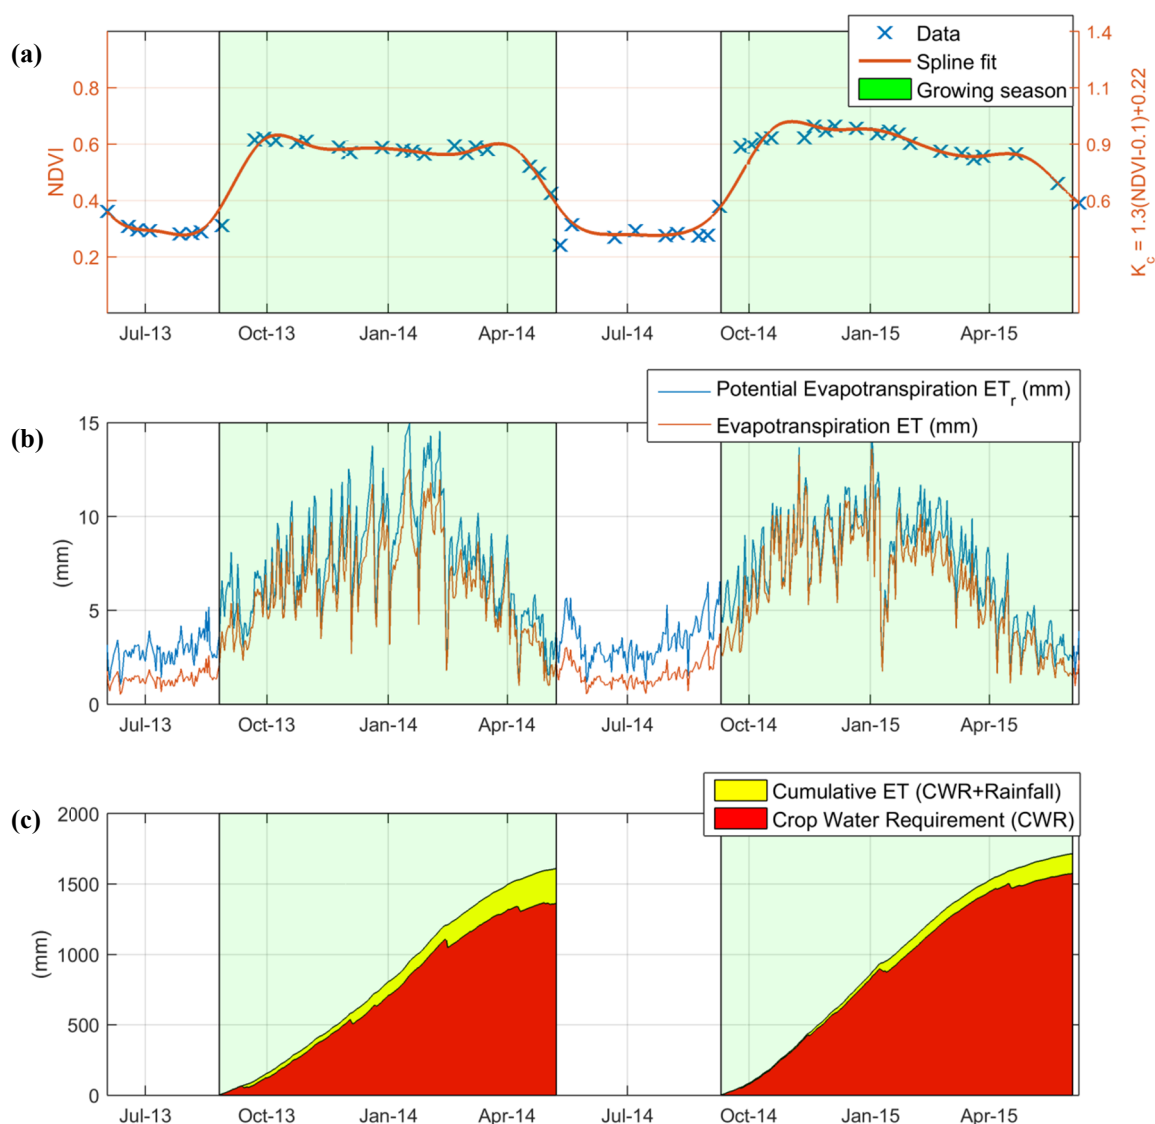 (a)
Data
Spline fit
Growing season
NDVI
0.8
0.6
0.4
0.2
1.4
1.1
0.9
0.6
K_c = 1.3(NDVI-0.1)+0.22
Jul-13 Oct-13 Jan-14 Apr-14 Jul-14 Oct-14 Jan-15 Apr-15
(b)
Potential Evapotranspiration ET_r (mm)
Evapotranspiration ET (mm)
(mm)
15
10
5
0
Jul-13 Oct-13 Jan-14 Apr-14 Jul-14 Oct-14 Jan-15 Apr-15
(c)
Cumulative ET (CWR+Rainfall)
Crop Water Requirement (CWR)
(mm)
2000
1500
1000
500
0
Jul-13 Oct-13 Jan-14 Apr-14 Jul-14 Oct-14 Jan-15 Apr-15